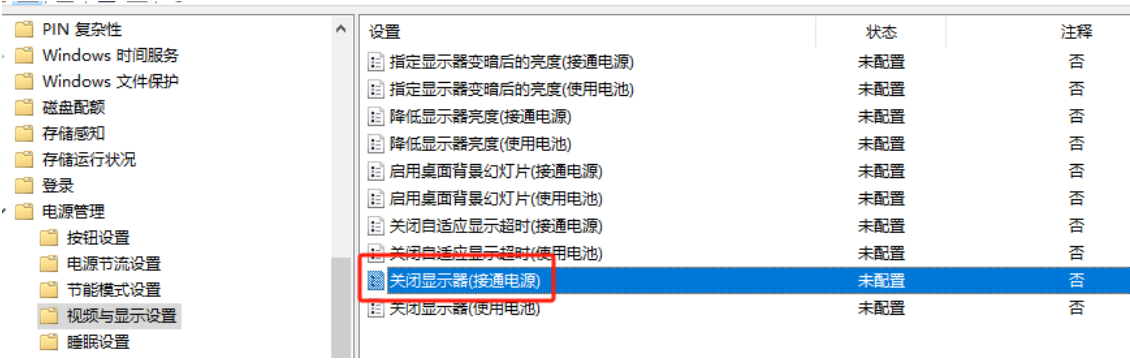 PIN 复杂性
Windows 时间服务
Windows 文件保护
磁盘配额
存储感知
存储运行状况
登录
电源管理
按钮设置
电源节流设置
节能模式设置
视频与显示设置
睡眠设置
设置 状态 注释
指定显示器变暗后的亮度(接通电源) 未配置 否
指定显示器变暗后的亮度(使用电池) 未配置 否
降低显示器亮度(接通电源) 未配置 否
降低显示器亮度(使用电池) 未配置 否
启用桌面背景幻灯片(接通电源) 未配置 否
启用桌面背景幻灯片(使用电池) 未配置 否
关闭自适应显示超时(接通电源) 未配置 否
关闭自适应显示超时(使用电池) 未配置 否
关闭显示器(接通电源) 未配置 否
关闭显示器(使用电池) 未配置 否